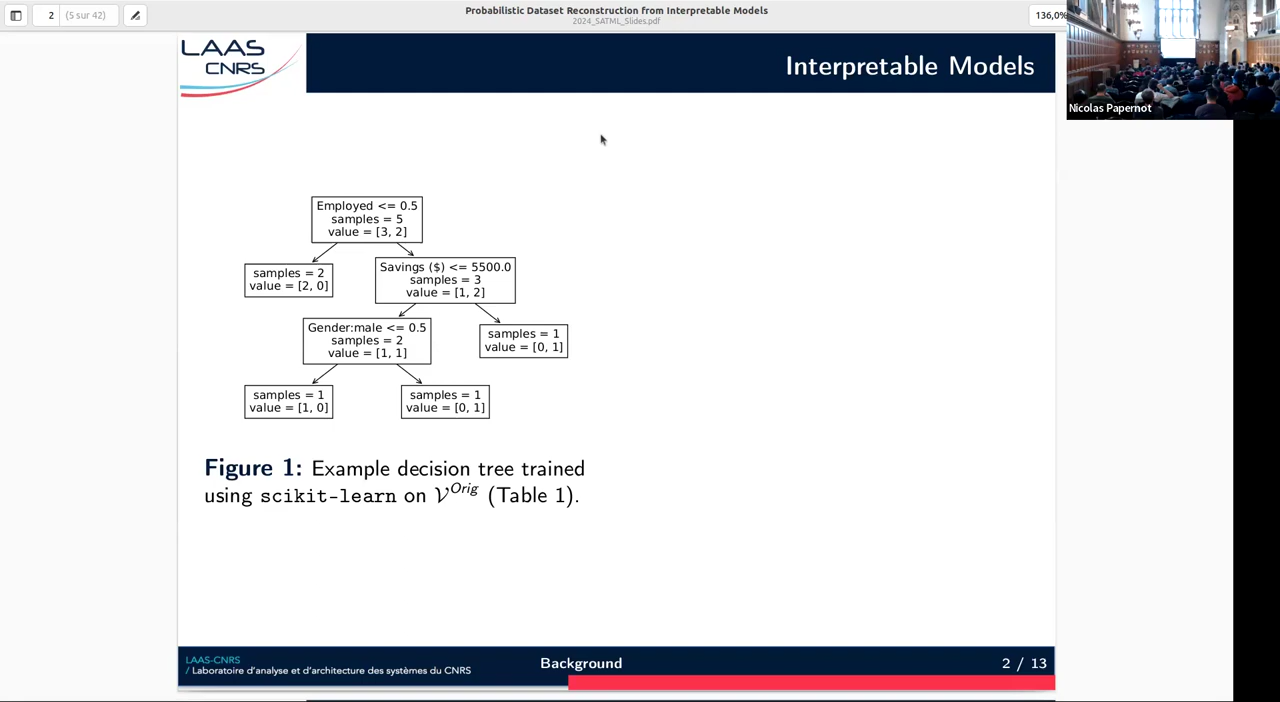 Probabilistic Dataset Reconstruction from Interpretable Models
2024_SATML_Slides.pdf
2 (5 sur 42)
136,0%
LAAS
CNRS
Interpretable Models
Nicolas Papernot
Employed <= 0.5
samples = 5
value = [3, 2]
samples = 2
value = [2, 0]
Savings ($) <= 5500.0
samples = 3
value = [1, 2]
Gender:male <= 0.5
samples = 2
value = [1, 1]
samples = 1
value = [0, 1]
samples = 1
value = [1, 0]
samples = 1
value = [0, 1]
Figure 1: Example decision tree trained
using scikit-learn on 𝒱^Orig (Table 1).
LAAS-CNRS
/ Laboratoire d'analyse et d'architecture des systèmes du CNRS
Background
2 / 13